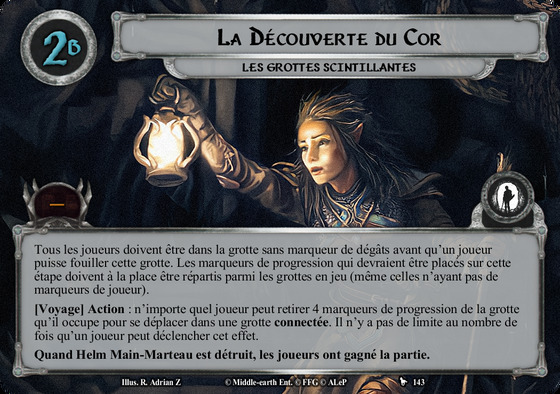 2B
La Découverte du Cor
Les Grottes Scintillantes
–
Tous les joueurs doivent être dans la grotte sans marqueur de dégâts avant qu'un joueur
puisse fouiller cette grotte. Les marqueurs de progression qui devraient être placés sur cette
étape doivent à la place être répartis parmi les grottes en jeu (même celles n'ayant pas de
marqueurs de joueur).
[Voyage] Action : n'importe quel joueur peut retirer 4 marqueurs de progression de la grotte
qu'il occupe pour se déplacer dans une grotte connectée. Il n'y a pas de limite au nombre de
fois qu'un joueur peut déclencher cet effet.
Quand Helm Main-Marteau est détruit, les joueurs ont gagné la partie.
Illus. R. Adrian Z © Middle-earth Ent. © FFG © ALeP 143